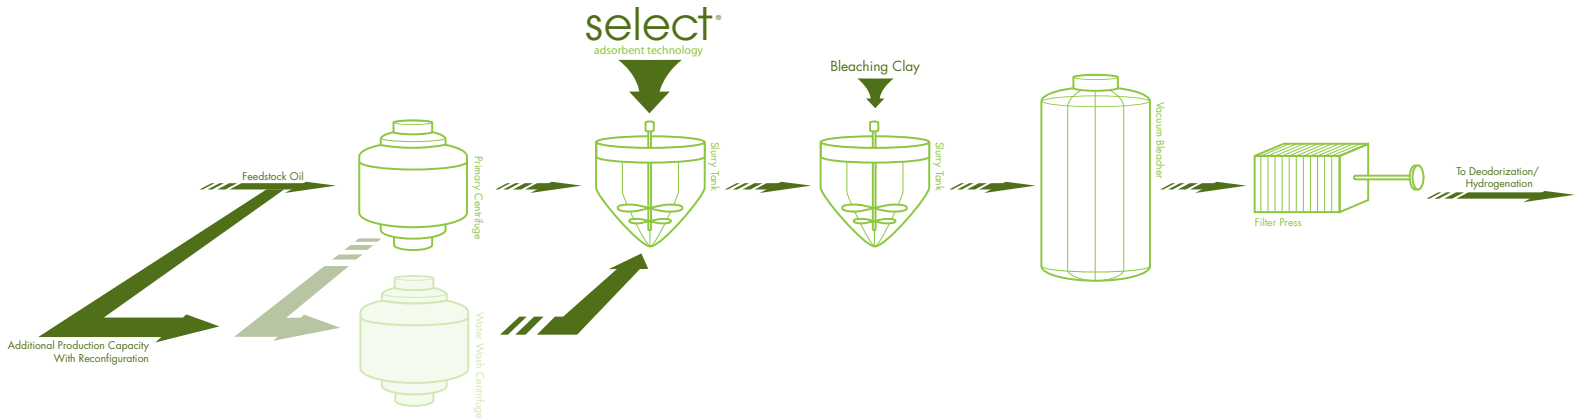 select®
adsorbent technology
Bleaching Clay
Feedstock Oil
Primary Centrifuge
Slurry Tank
Slurry Tank
Vacuum Bleacher
Filter Press
To Deodorization/
Hydrogenation
Additional Production Capacity
With Reconfiguration
Water Wash Centrifuge